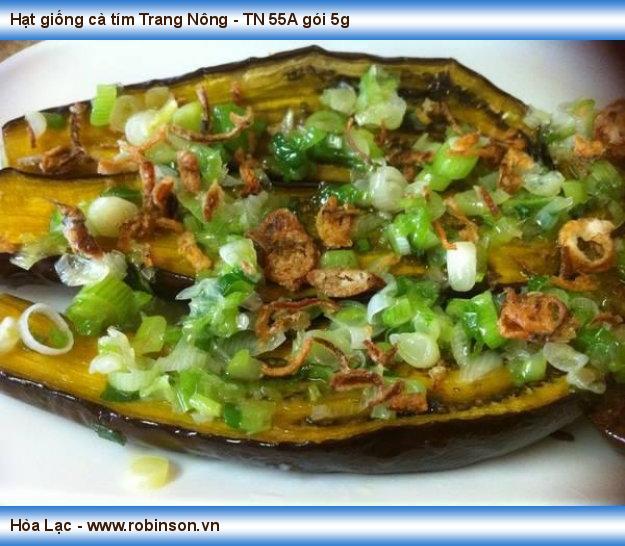 Hạt giống cà tím Trang Nông - TN 55A gói 5g
Hòa Lạc - www.robinson.vn